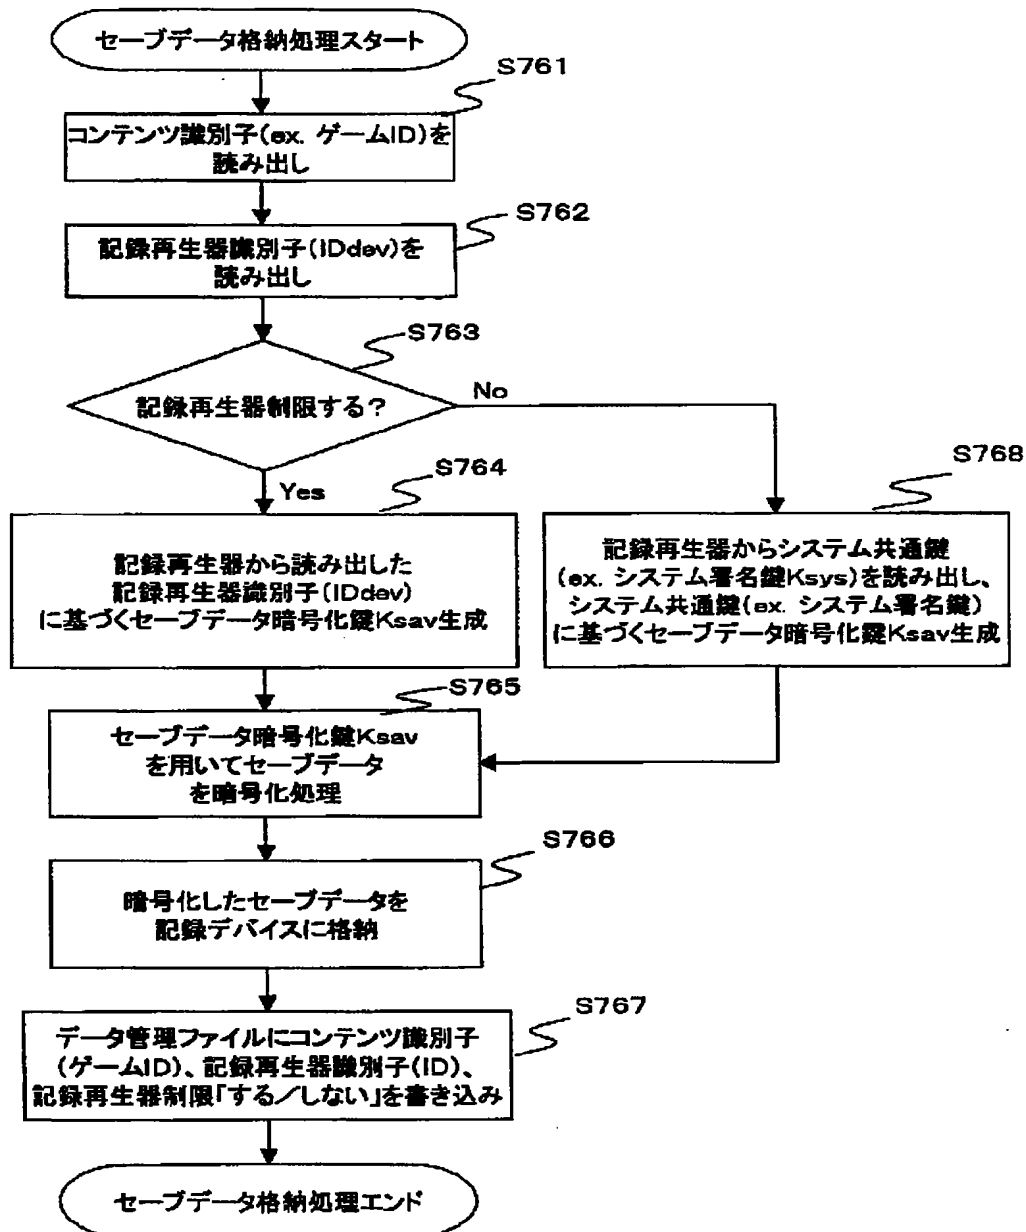 セーブデータ格納処理スタート
S761
コンテンツ識別子(ex. ゲームID)を
読み出し
S762
記録再生器識別子(IDdev)を
読み出し
S763
記録再生器制限する?
No
Yes
S764
記録再生器から読み出した
記録再生器識別子(IDdev)
に基づくセーブデータ暗号化鍵Ksav生成
S768
記録再生器からシステム共通鍵
(ex. システム署名鍵Ksys)を読み出し、
システム共通鍵(ex. システム署名鍵)
に基づくセーブデータ暗号化鍵Ksav生成
S765
セーブデータ暗号化鍵Ksav
を用いてセーブデータ
を暗号化処理
S766
暗号化したセーブデータを
記録デバイスに格納
S767
データ管理ファイルにコンテンツ識別子
(ゲームID)、記録再生器識別子(ID)、
記録再生器制限「する/しない」を書き込み
セーブデータ格納処理エンド